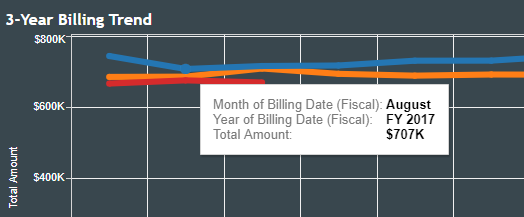 3-Year Billing Trend
$800K
$600K
$400K
Total Amount
Month of Billing Date (Fiscal): August
Year of Billing Date (Fiscal): FY 2017
Total Amount: $707K